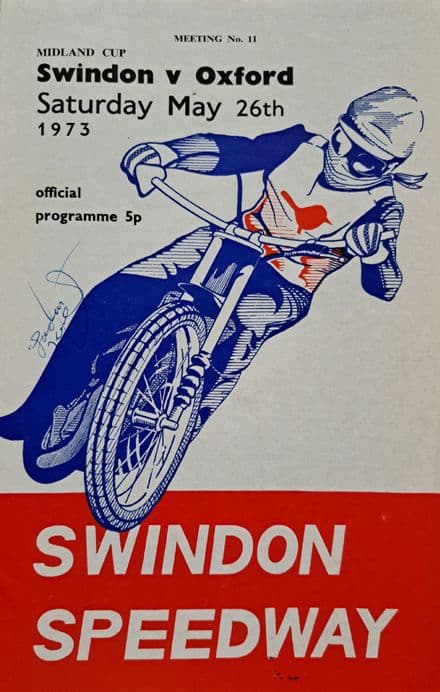 MEETING No. 11
MIDLAND CUP
Swindon v Oxford
Saturday May 26th
1973
official
programme 5p
SWINDON
SPEEDWAY